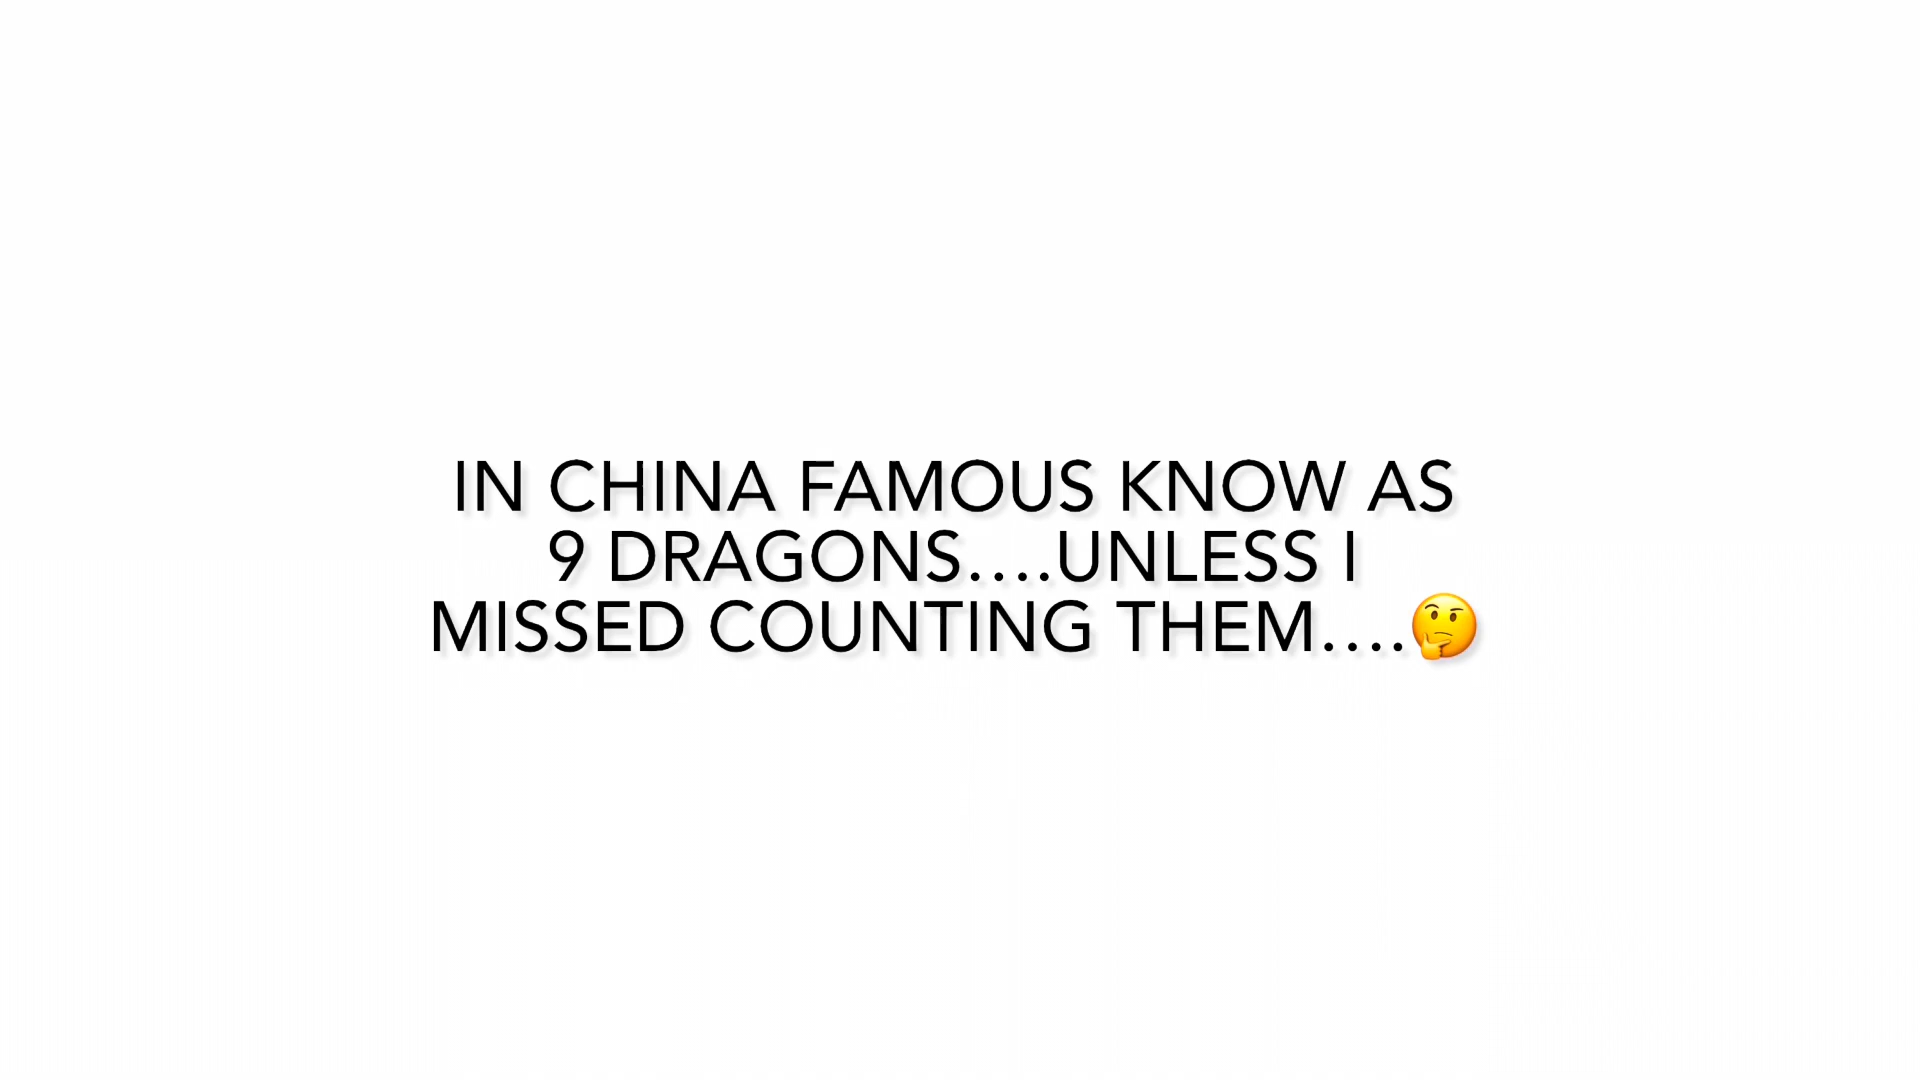 IN CHINA FAMOUS KNOW AS
9 DRAGONS....UNLESS I
MISSED COUNTING THEM....🤔